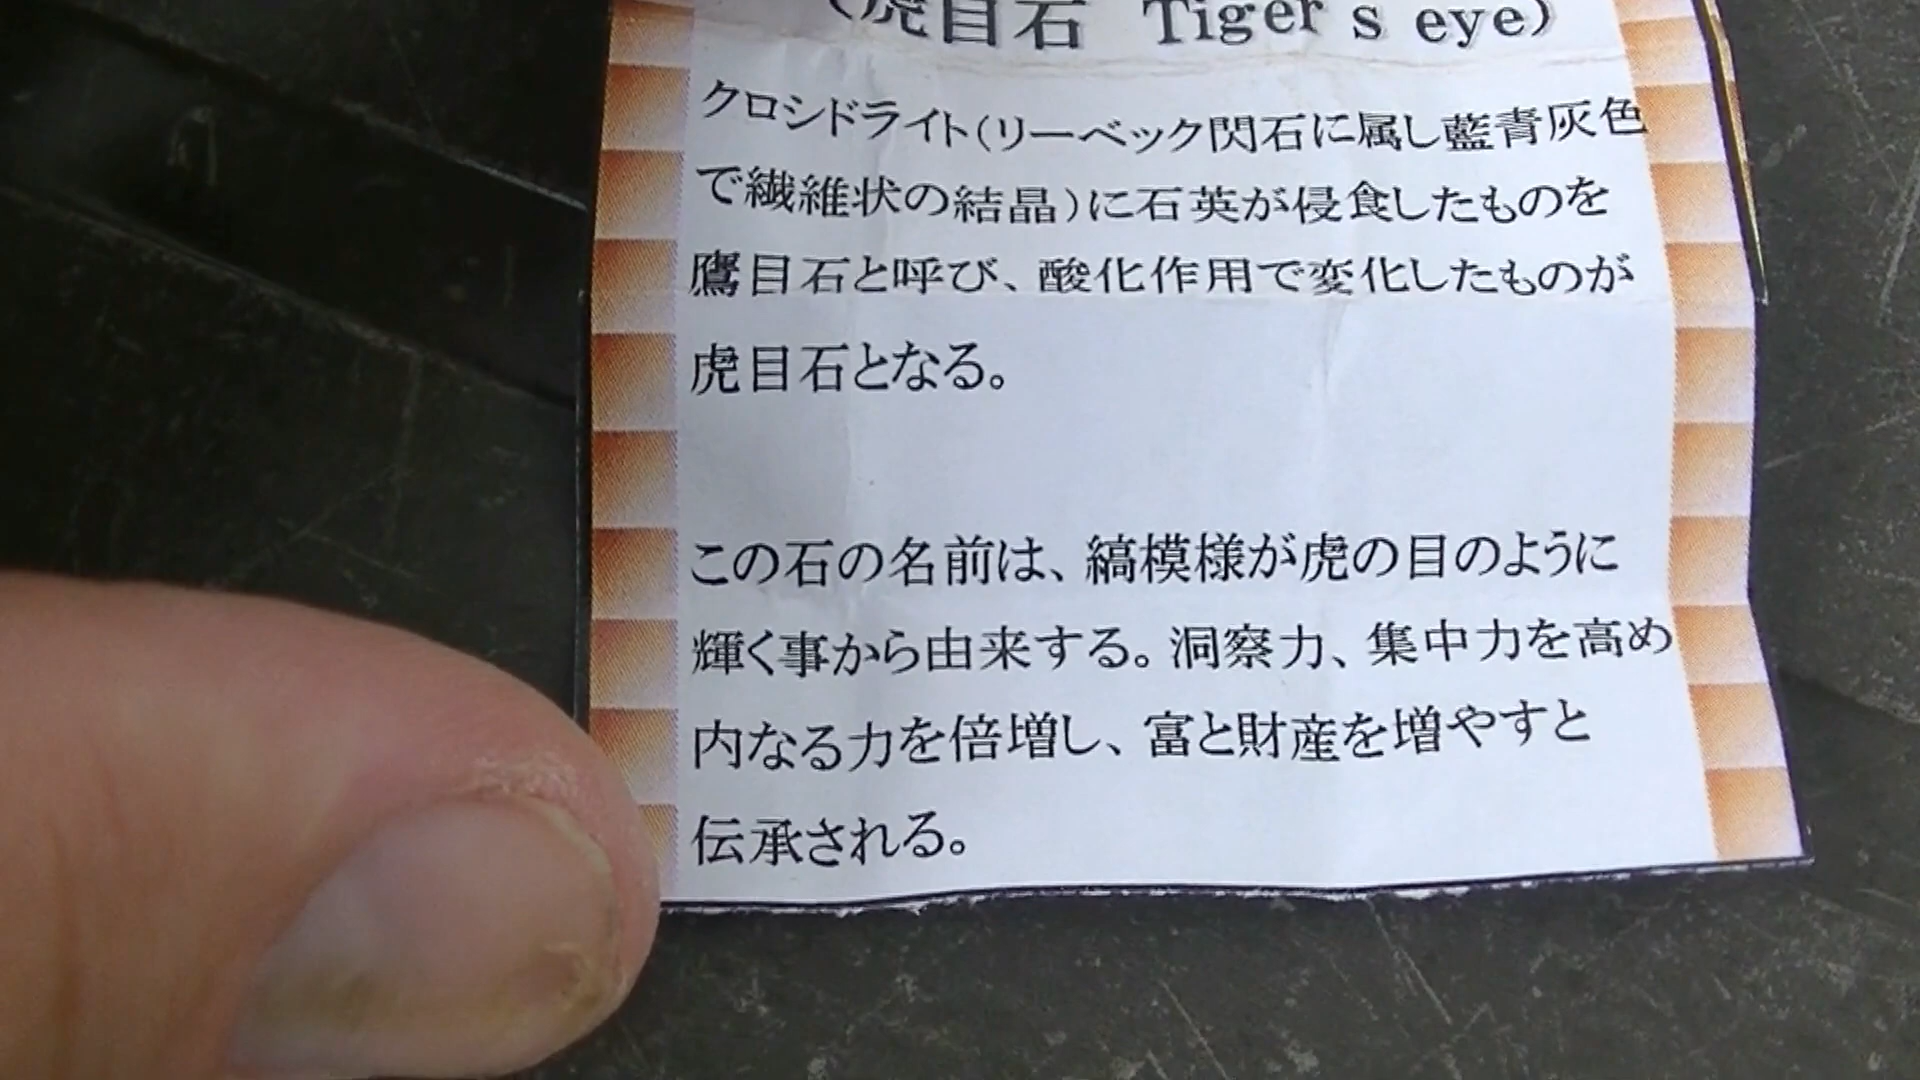 (虎目石 Tiger s eye)
クロシドライト(リーベック閃石に属し藍青灰色
で繊維状の結晶)に石英が侵食したものを
鷹目石と呼び、酸化作用で変化したものが
虎目石となる。
この石の名前は、縞模様が虎の目のように
輝く事から由来する。洞察力、集中力を高め
内なる力を倍増し、富と財産を増やすと
伝承される。